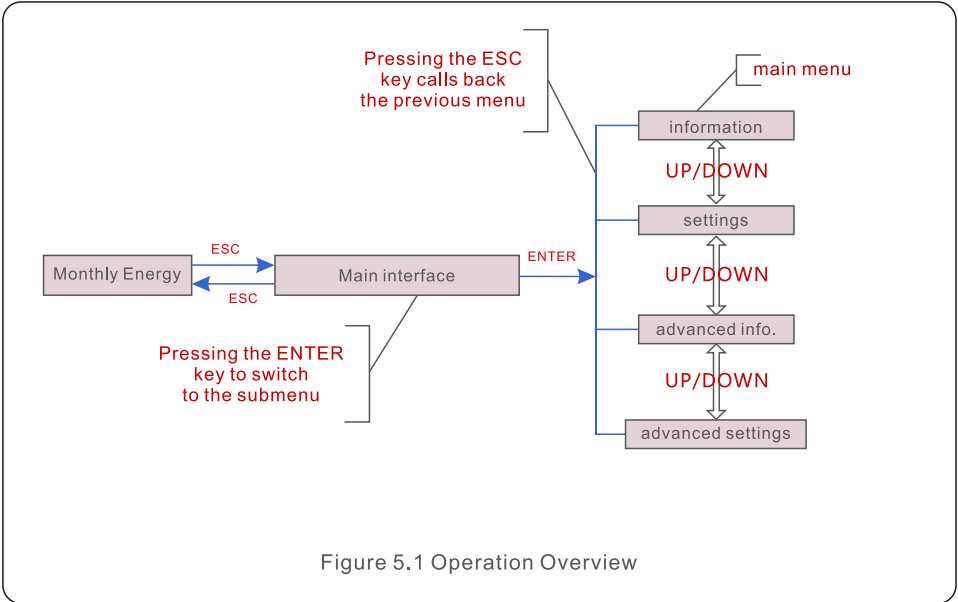 Pressing the ESC
key calls back
the previous menu
main menu
information
UP/DOWN
settings
UP/DOWN
advanced info.
UP/DOWN
advanced settings
Monthly Energy
ESC
ESC
Main interface
ENTER
Pressing the ENTER
key to switch
to the submenu
Figure 5.1 Operation Overview